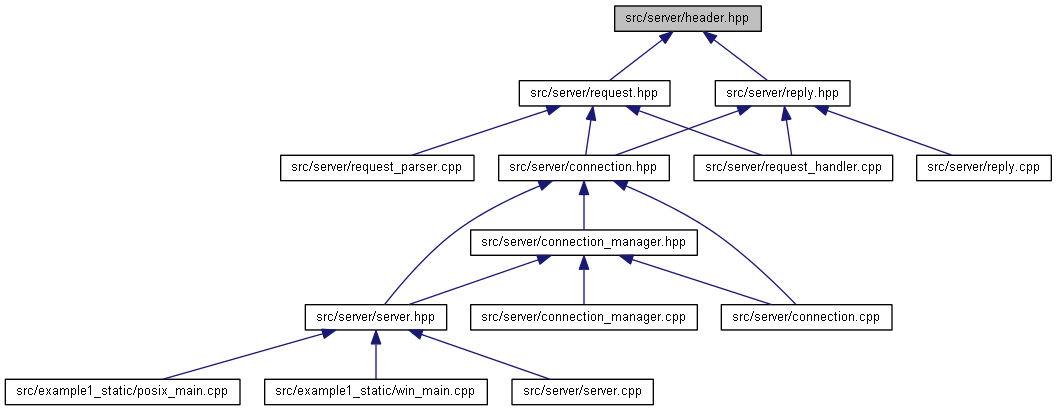 src/server/header.hpp
src/server/request.hpp
src/server/reply.hpp
src/server/request_parser.cpp
src/server/connection.hpp
src/server/request_handler.cpp
src/server/reply.cpp
src/server/connection_manager.hpp
src/server/server.hpp
src/server/connection_manager.cpp
src/server/connection.cpp
src/example1_static/posix_main.cpp
src/example1_static/win_main.cpp
src/server/server.cpp